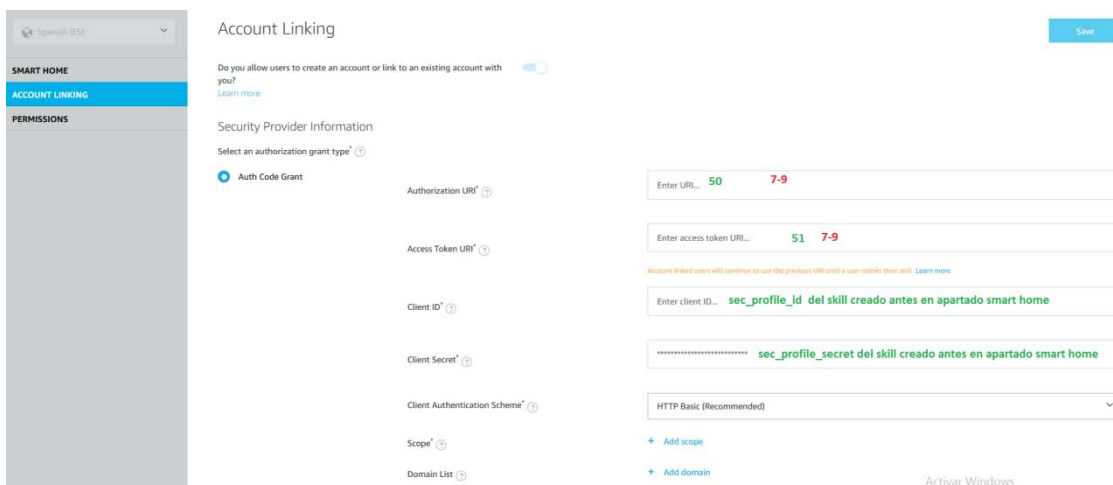 Spanish (ES)
Account Linking
Save
SMART HOME
ACCOUNT LINKING
PERMISSIONS
Do you allow users to create an account or link to an existing account with
you?
Learn more
Security Provider Information
Select an authorization grant type* ?
Auth Code Grant
Authorization URI* ?
Enter URI... 50 7-9
Access Token URI* ?
Enter access token URI... 51 7-9
Account linked users will continue to use the previous URI until a user relinks their skill. Learn more
Client ID* ?
Enter client ID... sec_profile_id del skill creado antes en apartado smart home
Client Secret* ?
**************************** sec_profile_secret del skill creado antes en apartado smart home
Client Authentication Scheme* ?
HTTP Basic (Recommended)
Scope* ?
+ Add scope
Domain List ?
+ Add domain
Activar Windows